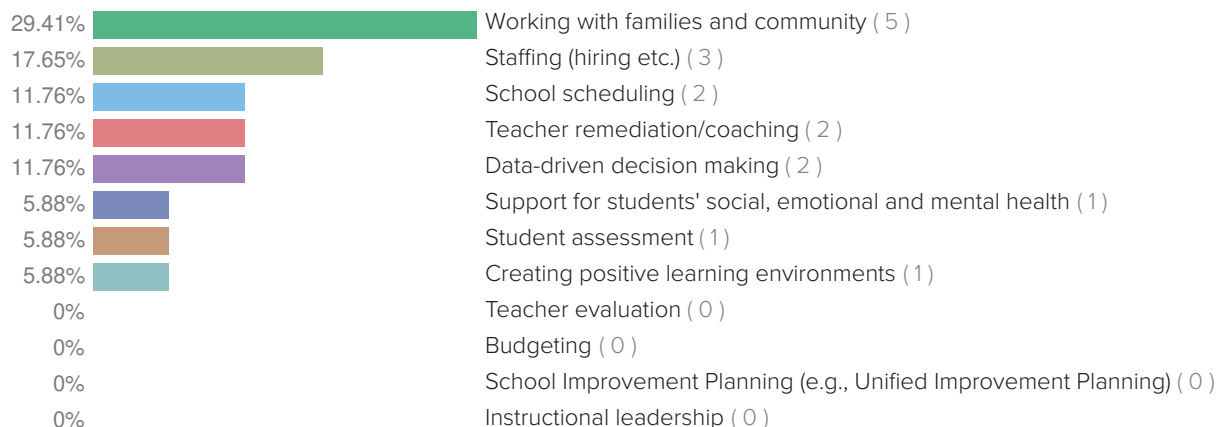 29.41% Working with families and community ( 5 )
17.65% Staffing (hiring etc.) ( 3 )
11.76% School scheduling ( 2 )
11.76% Teacher remediation/coaching ( 2 )
11.76% Data-driven decision making ( 2 )
5.88% Support for students' social, emotional and mental health ( 1 )
5.88% Student assessment ( 1 )
5.88% Creating positive learning environments ( 1 )
0% Teacher evaluation ( 0 )
0% Budgeting ( 0 )
0% School Improvement Planning (e.g., Unified Improvement Planning) ( 0 )
0% Instructional leadership ( 0 )